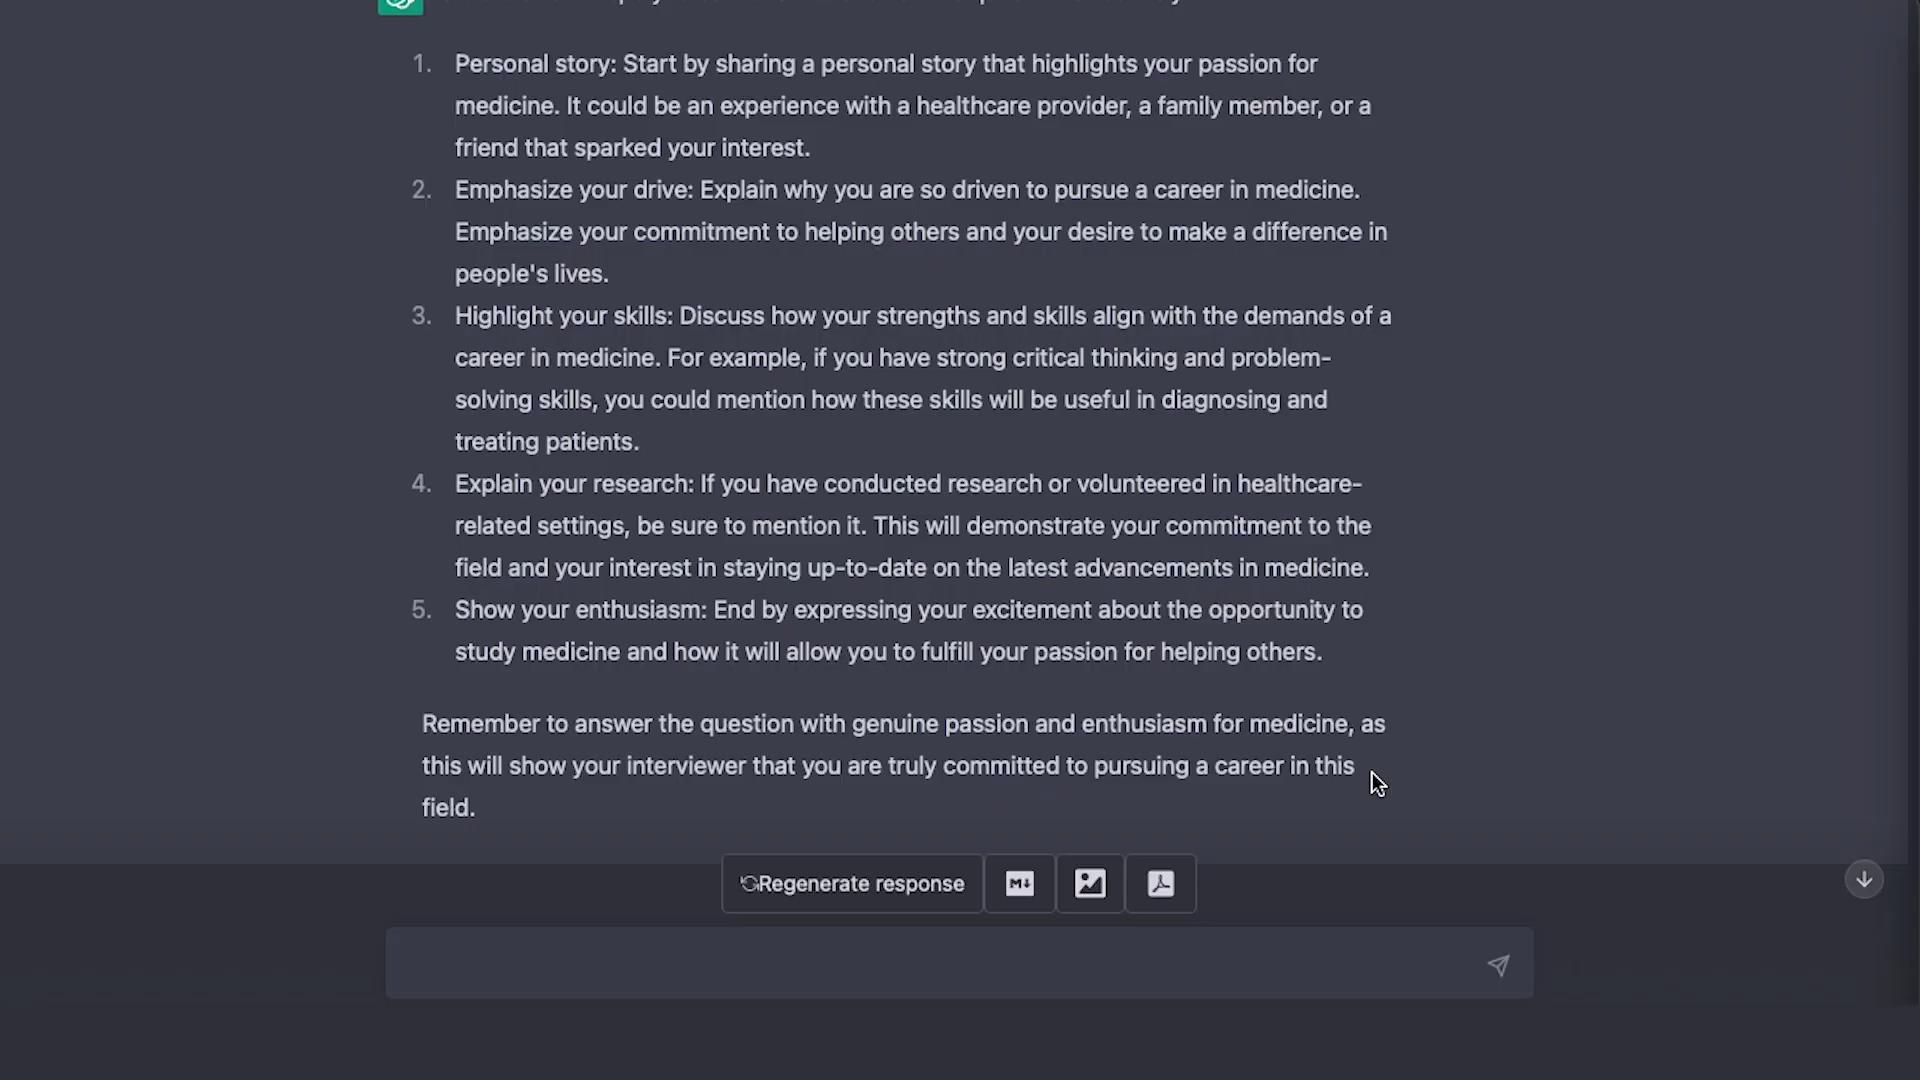 1. Personal story: Start by sharing a personal story that highlights your passion for
medicine. It could be an experience with a healthcare provider, a family member, or a
friend that sparked your interest.
2. Emphasize your drive: Explain why you are so driven to pursue a career in medicine.
Emphasize your commitment to helping others and your desire to make a difference in
people's lives.
3. Highlight your skills: Discuss how your strengths and skills align with the demands of a
career in medicine. For example, if you have strong critical thinking and problem-
solving skills, you could mention how these skills will be useful in diagnosing and
treating patients.
4. Explain your research: If you have conducted research or volunteered in healthcare-
related settings, be sure to mention it. This will demonstrate your commitment to the
field and your interest in staying up-to-date on the latest advancements in medicine.
5. Show your enthusiasm: End by expressing your excitement about the opportunity to
study medicine and how it will allow you to fulfill your passion for helping others.
Remember to answer the question with genuine passion and enthusiasm for medicine, as
this will show your interviewer that you are truly committed to pursuing a career in this
field.
Regenerate response
M↓